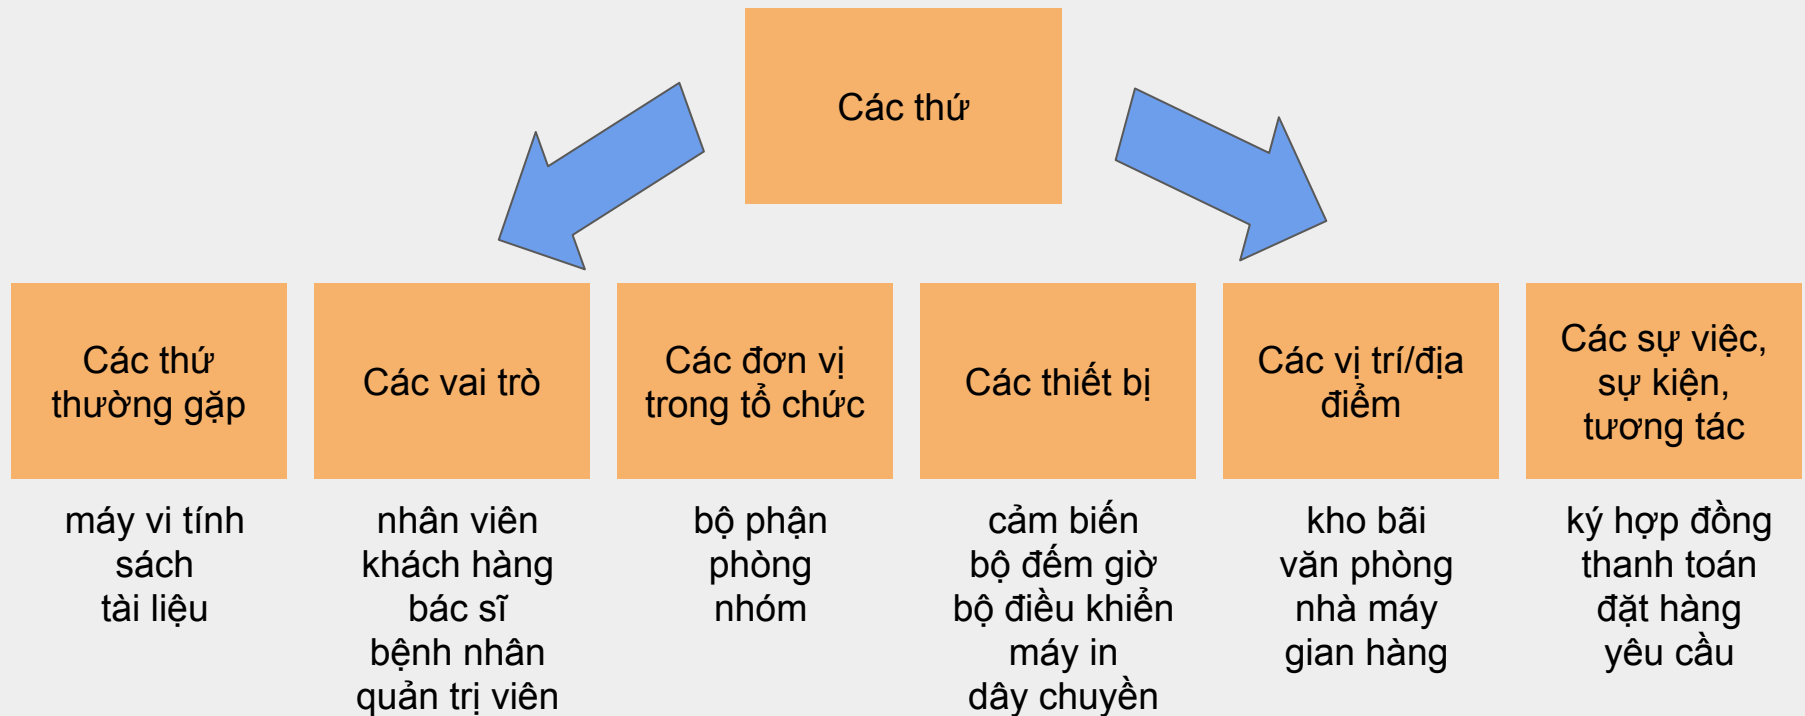 Các thứ
Các thứ
thường gặp
Các vai trò
Các đơn vị
trong tổ chức
Các thiết bị
Các vị trí/địa
điểm
Các sự việc,
sự kiện,
tương tác
máy vi tính
sách
tài liệu
nhân viên
khách hàng
bác sĩ
bệnh nhân
quản trị viên
bộ phận
phòng
nhóm
cảm biến
bộ đếm giờ
bộ điều khiển
máy in
dây chuyền
kho bãi
văn phòng
nhà máy
gian hàng
ký hợp đồng
thanh toán
đặt hàng
yêu cầu